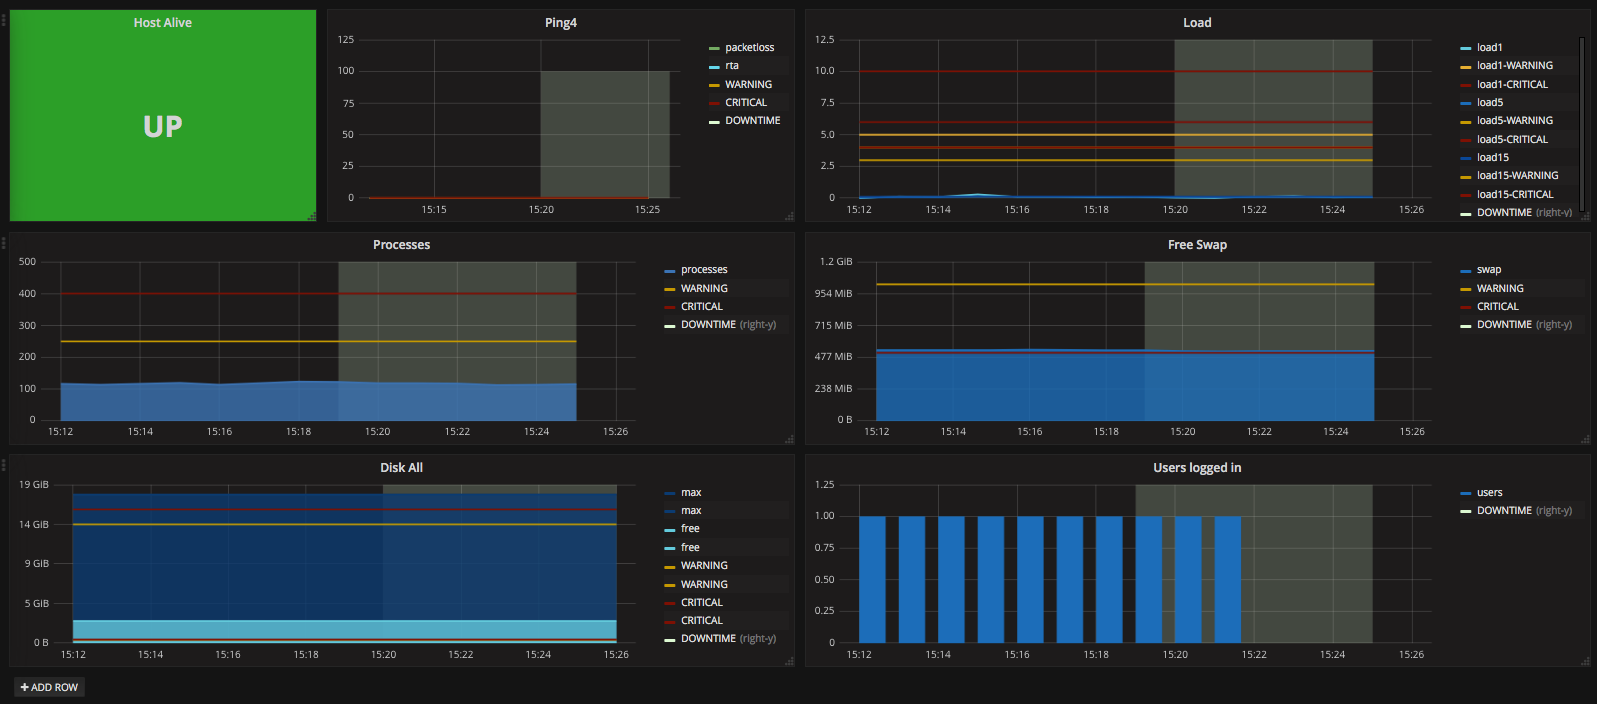 Host Alive
UP
Ping4
125
100
75
50
25
0
15:15
15:20
15:25
packetloss
rta
WARNING
CRITICAL
DOWNTIME
Load
12.5
10.0
7.5
5.0
2.5
0
15:12
15:14
15:16
15:18
15:20
15:22
15:24
15:26
load1
load1-WARNING
load1-CRITICAL
load5
load5-WARNING
load5-CRITICAL
load15
load15-WARNING
load15-CRITICAL
DOWNTIME (right-y)
Processes
500
400
300
200
100
0
15:12
15:14
15:16
15:18
15:20
15:22
15:24
15:26
processes
WARNING
CRITICAL
DOWNTIME (right-y)
Free Swap
1.2 GiB
954 MiB
715 MiB
477 MiB
238 MiB
0 B
15:12
15:14
15:16
15:18
15:20
15:22
15:24
15:26
swap
WARNING
CRITICAL
DOWNTIME (right-y)
Disk All
19 GiB
14 GiB
9 GiB
5 GiB
0 B
15:12
15:14
15:16
15:18
15:20
15:22
15:24
15:26
max
max
free
free
WARNING
WARNING
CRITICAL
CRITICAL
DOWNTIME (right-y)
Users logged in
1.25
1.00
0.75
0.50
0.25
0
15:12
15:14
15:16
15:18
15:20
15:22
15:24
15:26
users
DOWNTIME (right-y)
+ ADD ROW